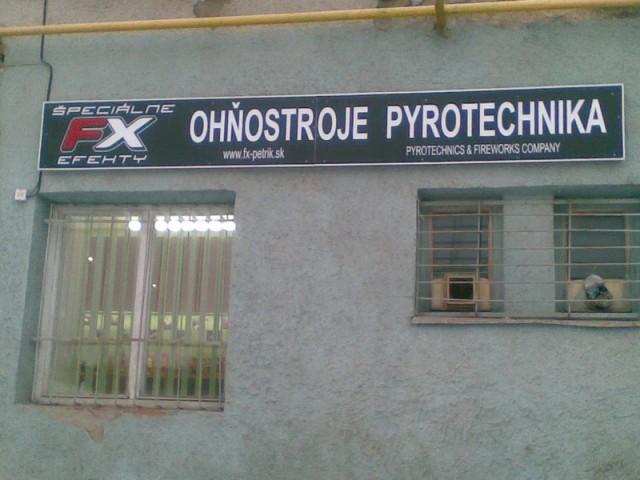 ŠPECIÁLNE
FX
EFEKTY
OHŇOSTROJE PYROTECHNIKA
www.fx-petrik.sk
PYROTECHNICS & FIREWORKS COMPANY